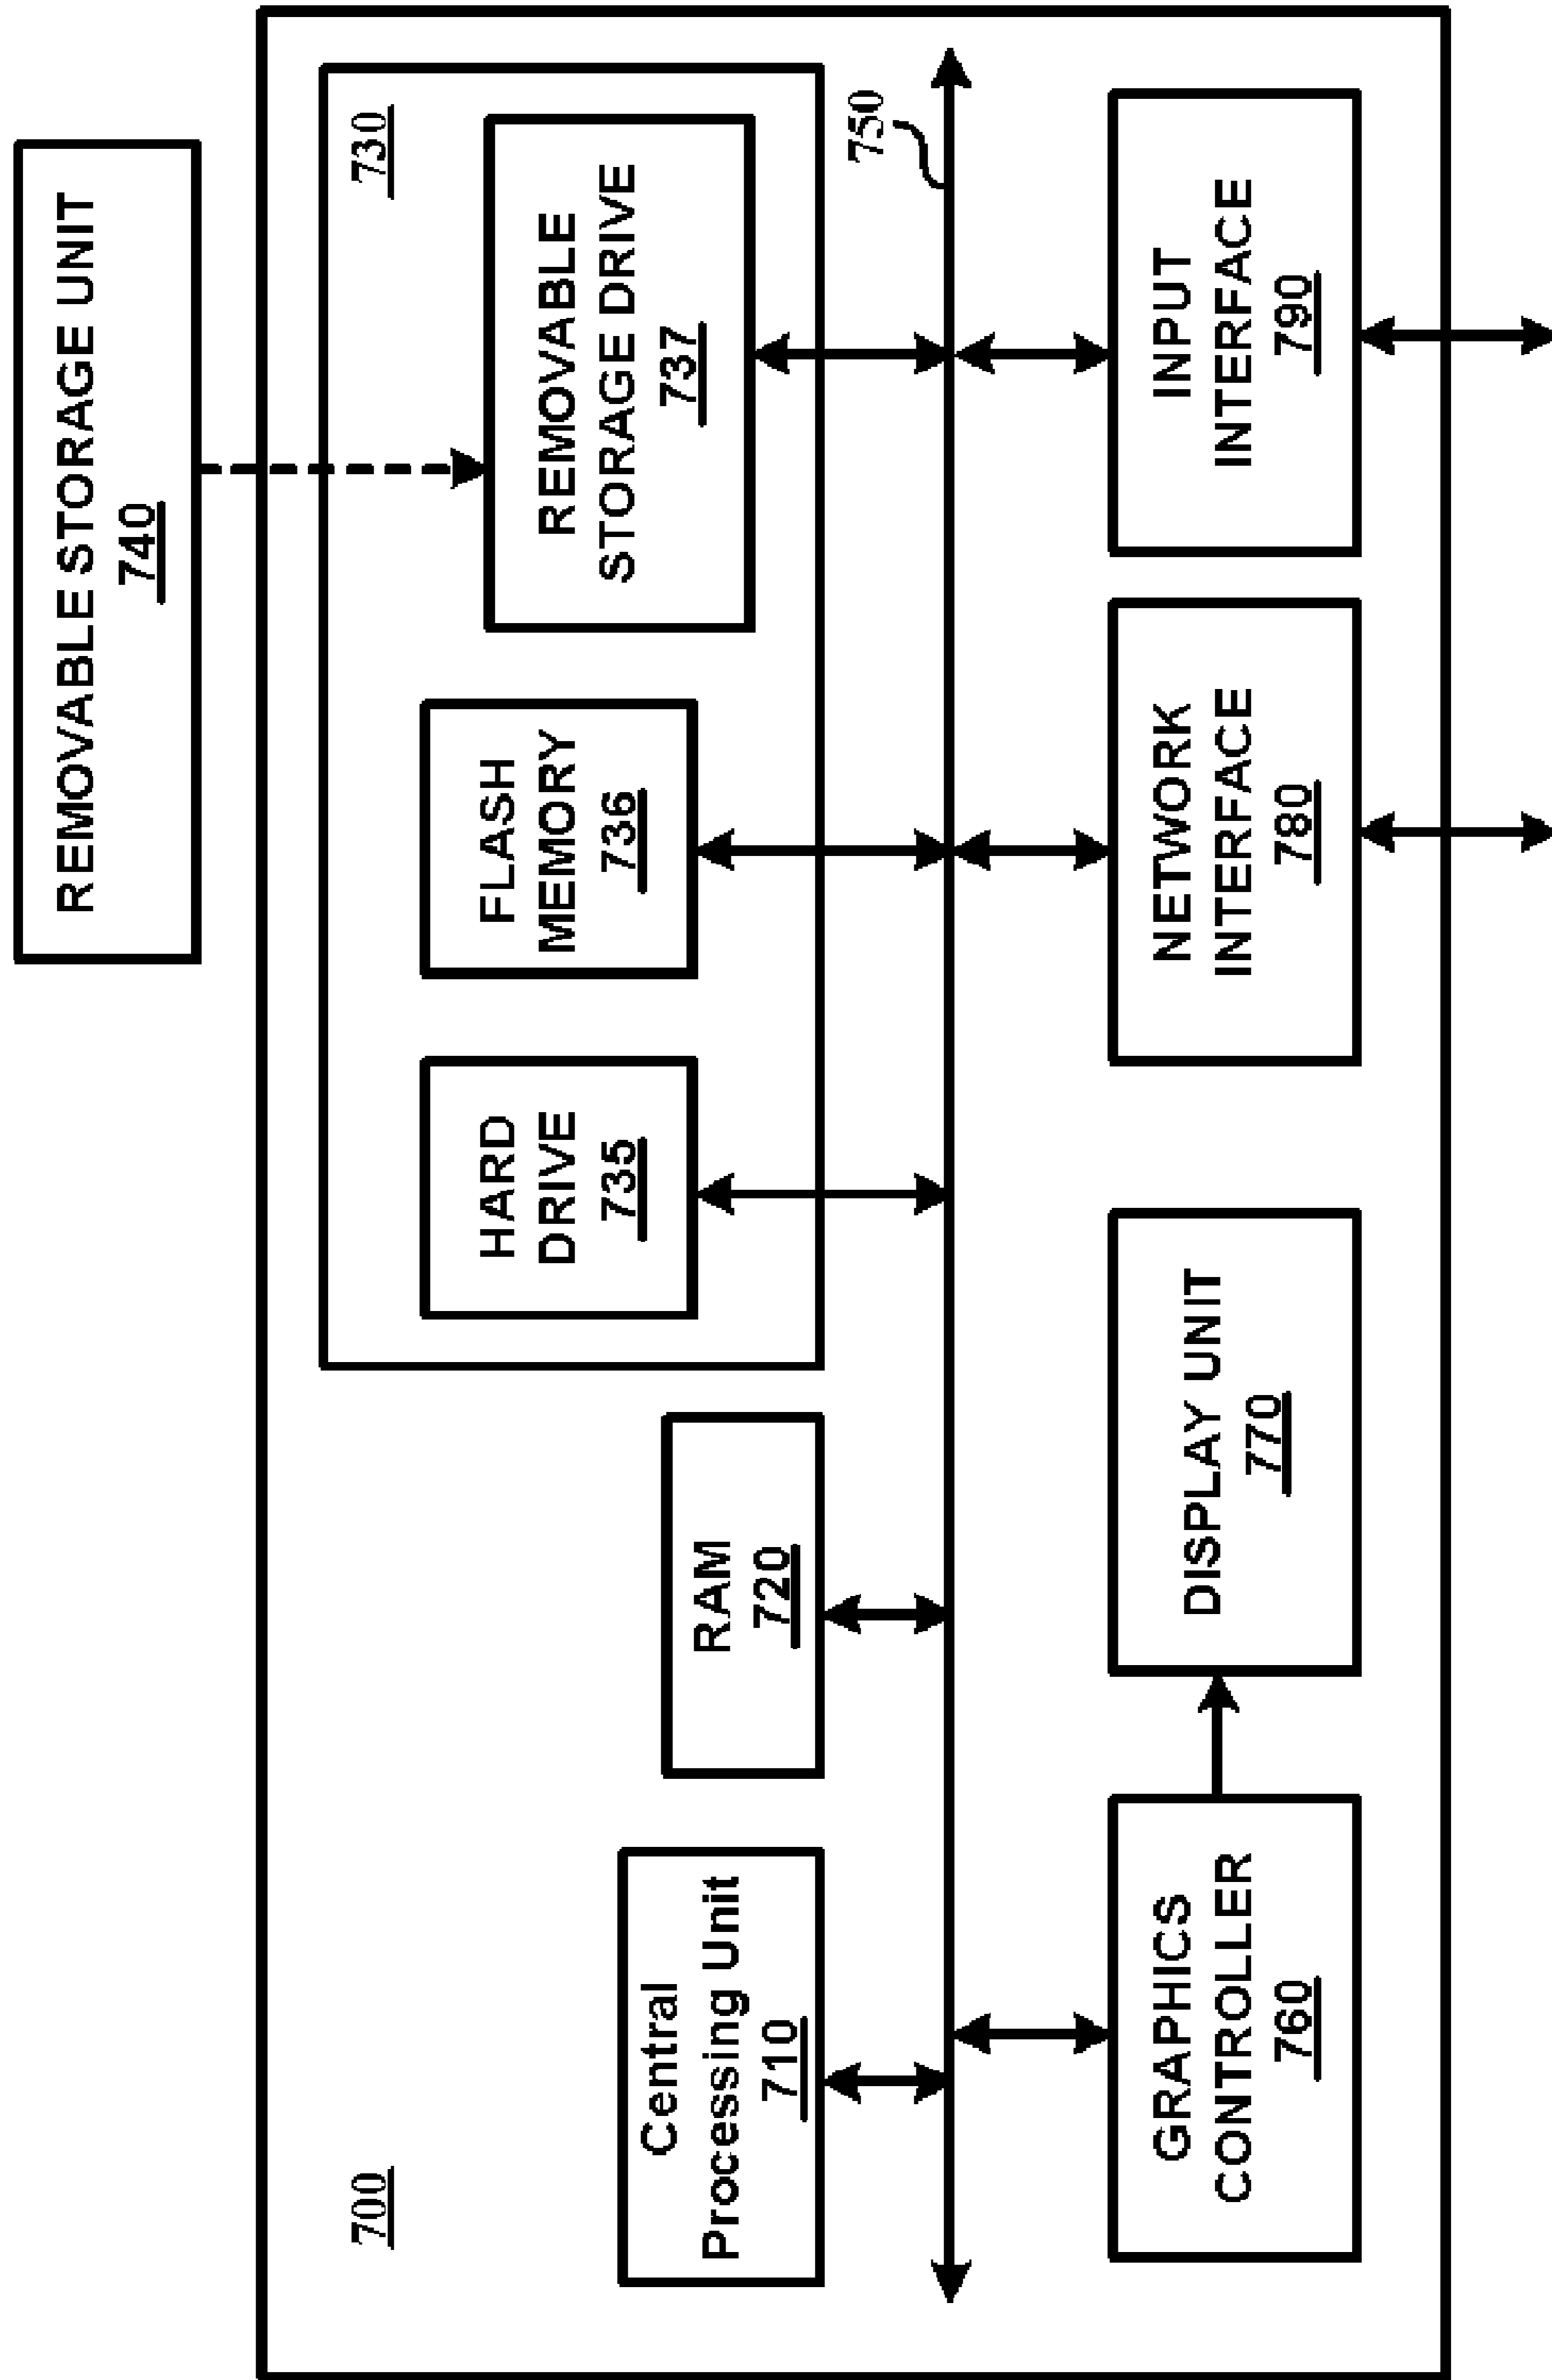 REMOVABLE STORAGE UNIT
740
700
730
Central
Processing Unit
710
RAM
720
HARD
DRIVE
735
FLASH
MEMORY
736
REMOVABLE
STORAGE DRIVE
737
750
GRAPHICS
CONTROLLER
760
DISPLAY UNIT
770
NETWORK
INTERFACE
780
INPUT
INTERFACE
790